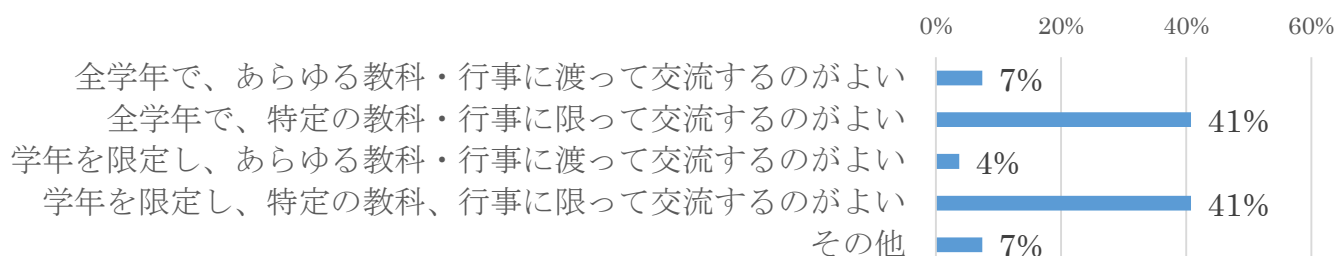 0% 20% 40% 60%
全学年で、あらゆる教科・行事に渡って交流するのがよい 7%
全学年で、特定の教科・行事に限って交流するのがよい 41%
学年を限定し、あらゆる教科・行事に渡って交流するのがよい 4%
学年を限定し、特定の教科、行事に限って交流するのがよい 41%
その他 7%